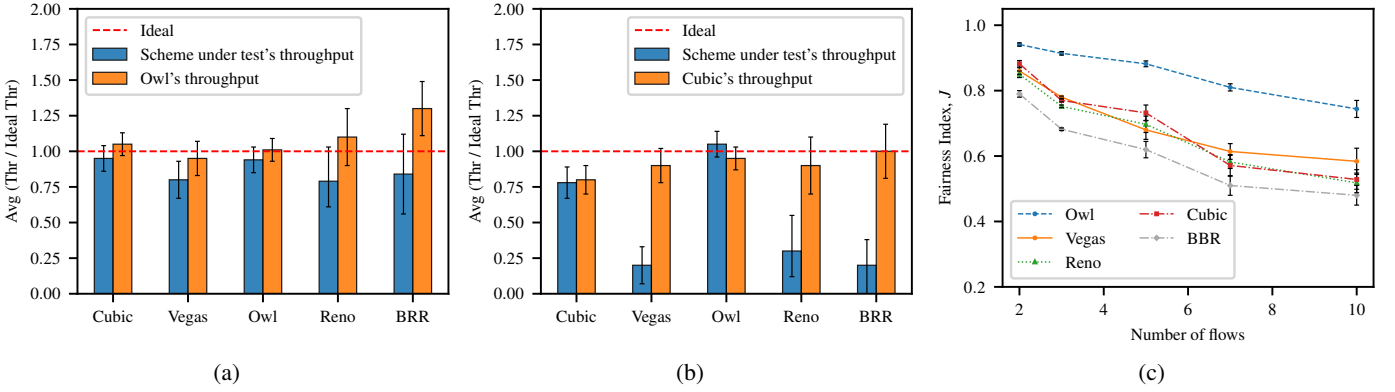 2.00
1.75
1.50
1.25
1.00
0.75
0.50
0.25
0.00
Avg (Thr / Ideal Thr)
Ideal
Scheme under test's throughput
Owl's throughput
Cubic Vegas Owl Reno BRR
(a)
2.00
1.75
1.50
1.25
1.00
0.75
0.50
0.25
0.00
Avg (Thr / Ideal Thr)
Ideal
Scheme under test's throughput
Cubic's throughput
Cubic Vegas Owl Reno BRR
(b)
1.0
0.8
0.6
0.4
0.2
Fairness Index, J
Owl
Vegas
Reno
Cubic
BBR
2 4 6 8 10
Number of flows
(c)